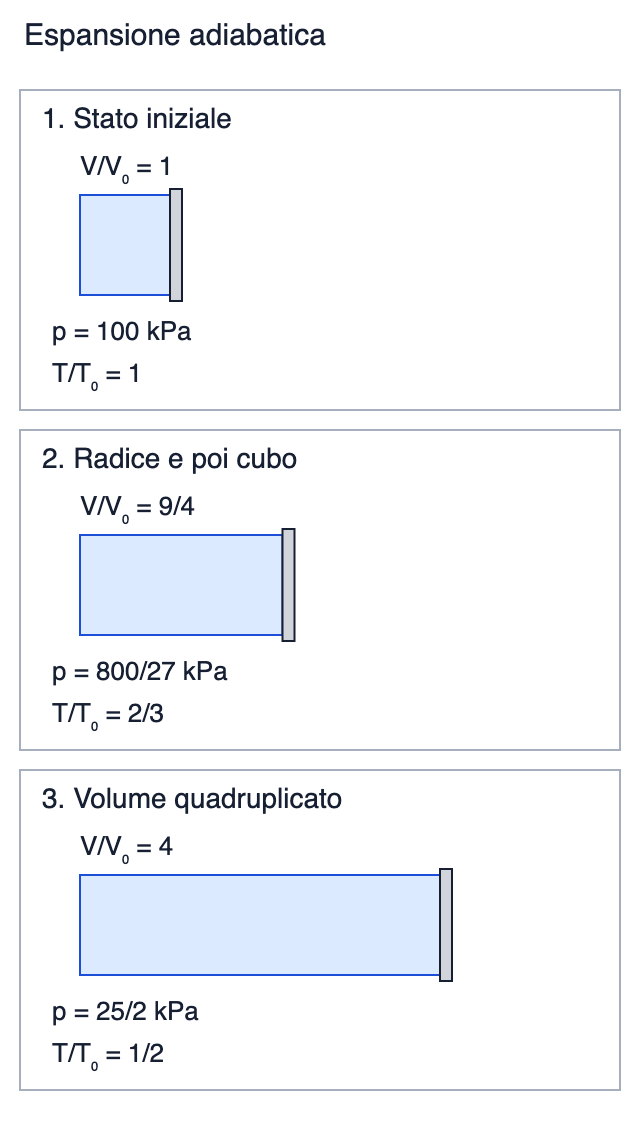 Espansione adiabatica
1. Stato iniziale
V/V₀ = 1
p = 100 kPa
T/T₀ = 1
2. Radice e poi cubo
V/V₀ = 9/4
p = 800/27 kPa
T/T₀ = 2/3
3. Volume quadruplicato
V/V₀ = 4
p = 25/2 kPa
T/T₀ = 1/2